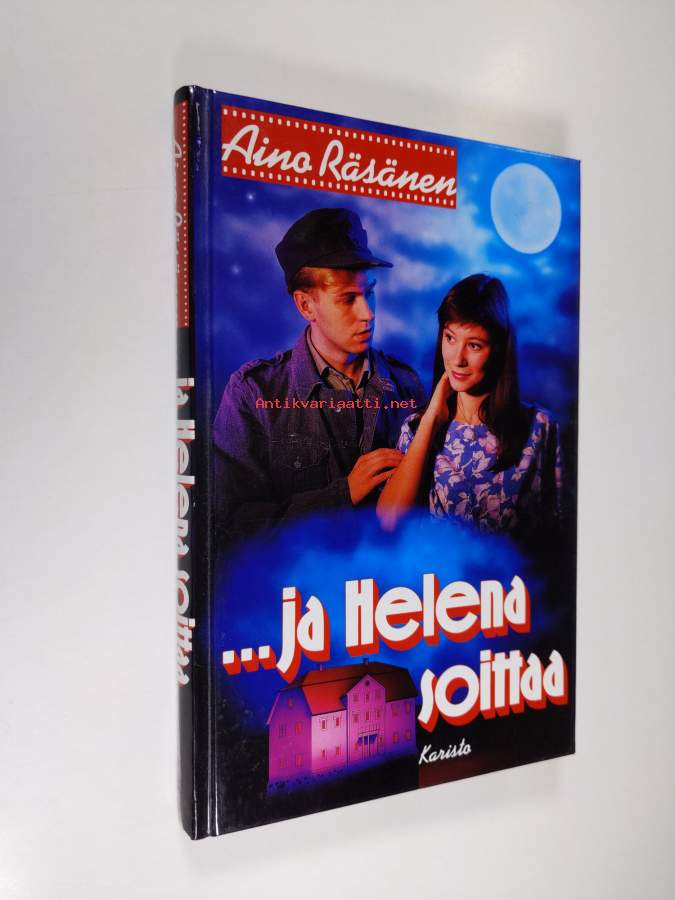 Aino Räsänen
Antikvariaatti.net
...ja Helena
soittaa
Karisto
ja Helena soittaa